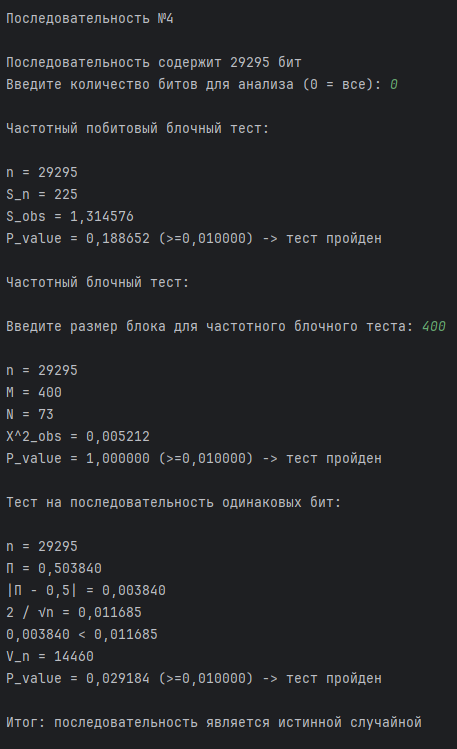 Последовательность №4
Последовательность содержит 29295 бит
Введите количество битов для анализа (0 = все): 0
Частотный побитовый блочный тест:
n = 29295
S_n = 225
S_obs = 1,314576
P_value = 0,188652 (>=0,010000) -> тест пройден
Частотный блочный тест:
Введите размер блока для частотного блочного теста: 400
n = 29295
M = 400
N = 73
X^2_obs = 0,005212
P_value = 1,000000 (>=0,010000) -> тест пройден
Тест на последовательность одинаковых бит:
n = 29295
П = 0,503840
|П - 0,5| = 0,003840
2 / √n = 0,011685
0,003840 < 0,011685
V_n = 14460
P_value = 0,029184 (>=0,010000) -> тест пройден
Итог: последовательность является истинной случайной